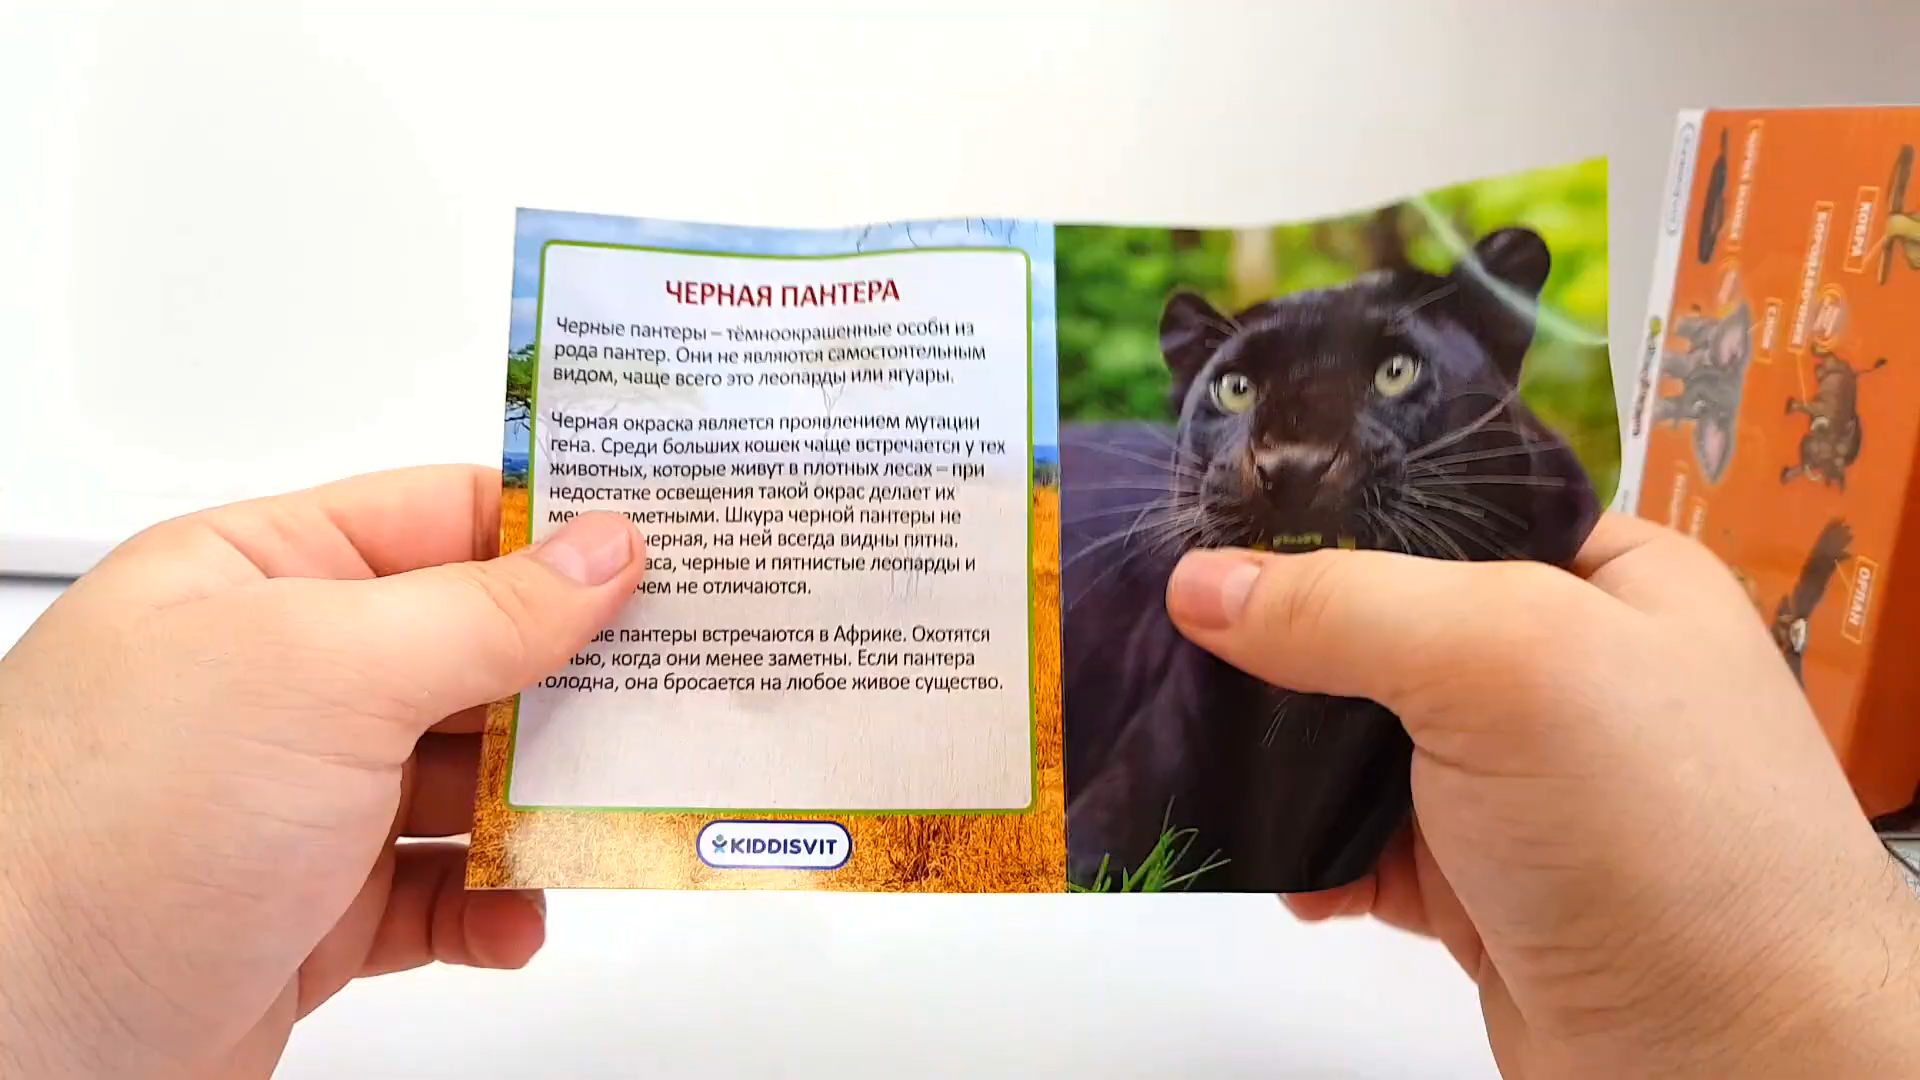 ЧЕРНАЯ ПАНТЕРА
Черные пантеры – тёмноокрашенные особи из
рода пантер. Они не являются самостоятельным
видом, чаще всего это леопарды или ягуары.
Черная окраска является проявлением мутации
гена. Среди больших кошек чаще встречается у тех
животных, которые живут в плотных лесах – при
недостатке освещения такой окрас делает их
Шкура черной пантеры не
черная, на ней всегда видны пятна.
черные и пятнистые леопарды и
не отличаются.
пантеры встречаются в Африке. Охотятся
когда они менее заметны. Если пантера
она бросается на любое живое существо.
KIDDISVIT
КОБРА
БОРОДАВОЧНИК
СЛОН
ОРЛАН